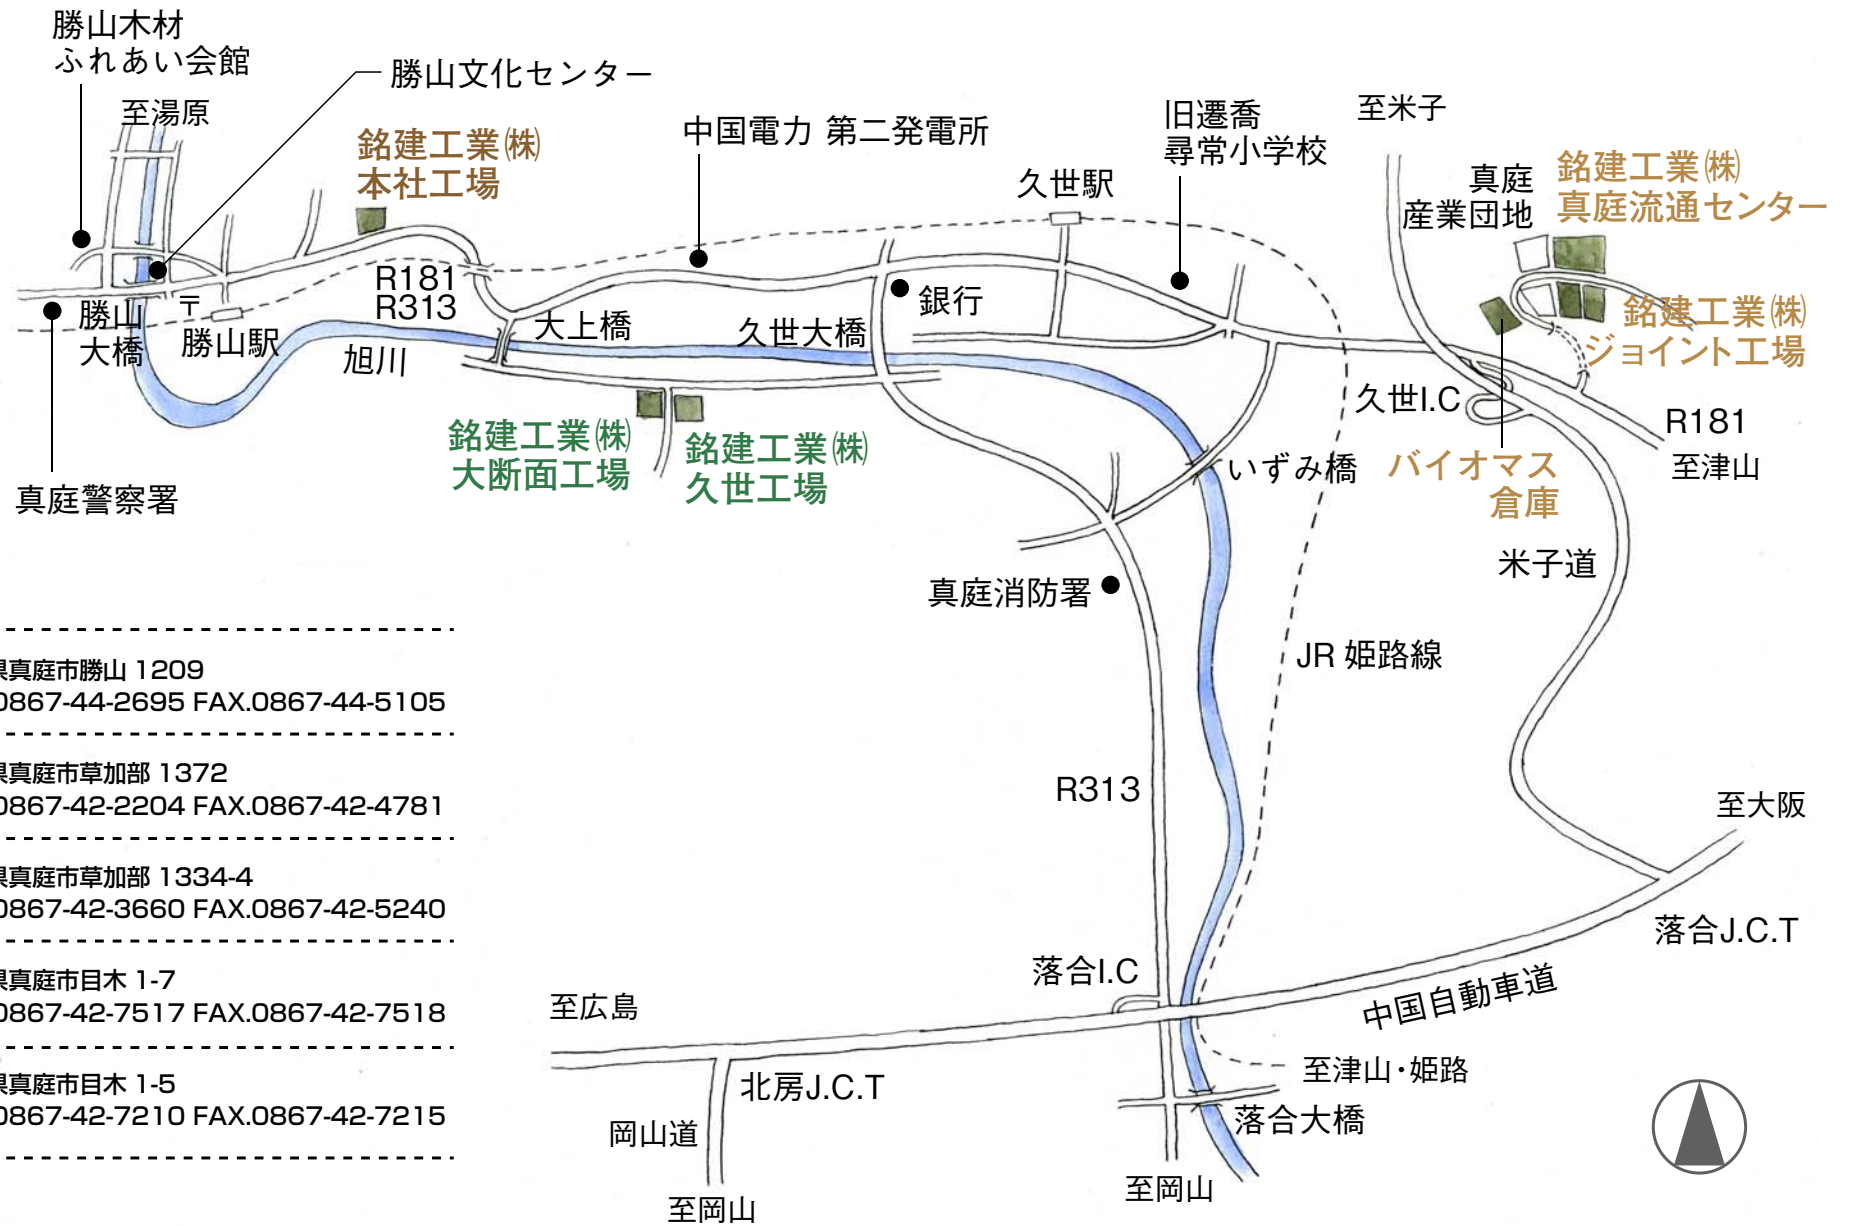 勝山木材
ふれあい会館
至湯原
勝山文化センター
銘建工業㈱
本社工場
中国電力 第二発電所
久世駅
旧遷喬
尋常小学校
至米子
真庭
産業団地
銘建工業㈱
真庭流通センター
R181
R313
勝山
大橋
〒
勝山駅
旭川
大上橋
久世大橋
銀行
銘建工業㈱
ジョイント工場
久世I.C
R181
至津山
バイオマス
倉庫
いずみ橋
銘建工業㈱
大断面工場
銘建工業㈱
久世工場
真庭警察署
米子道
真庭消防署
JR 姫路線
県真庭市勝山 1209
0867-44-2695 FAX.0867-44-5105
県真庭市草加部 1372
0867-42-2204 FAX.0867-42-4781
県真庭市草加部 1334-4
0867-42-3660 FAX.0867-42-5240
県真庭市目木 1-7
0867-42-7517 FAX.0867-42-7518
県真庭市目木 1-5
0867-42-7210 FAX.0867-42-7215
R313
至大阪
落合J.C.T
落合I.C
中国自動車道
至広島
至津山・姫路
北房J.C.T
落合大橋
岡山道
至岡山
至岡山